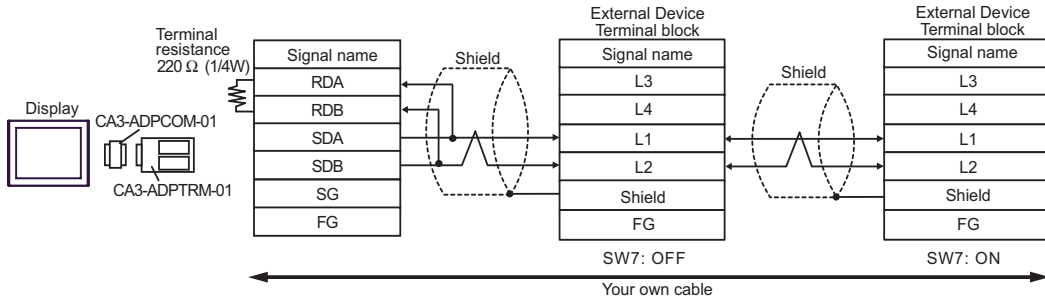 External Device
Terminal block
External Device
Terminal block
Terminal
resistance
220 Ω (1/4W)
Signal name
RDA
RDB
SDA
SDB
SG
FG
Shield
Signal name
L3
L4
L1
L2
Shield
FG
Shield
Signal name
L3
L4
L1
L2
Shield
FG
Display
CA3-ADPCOM-01
CA3-ADPTRM-01
SW7: OFF
SW7: ON
Your own cable